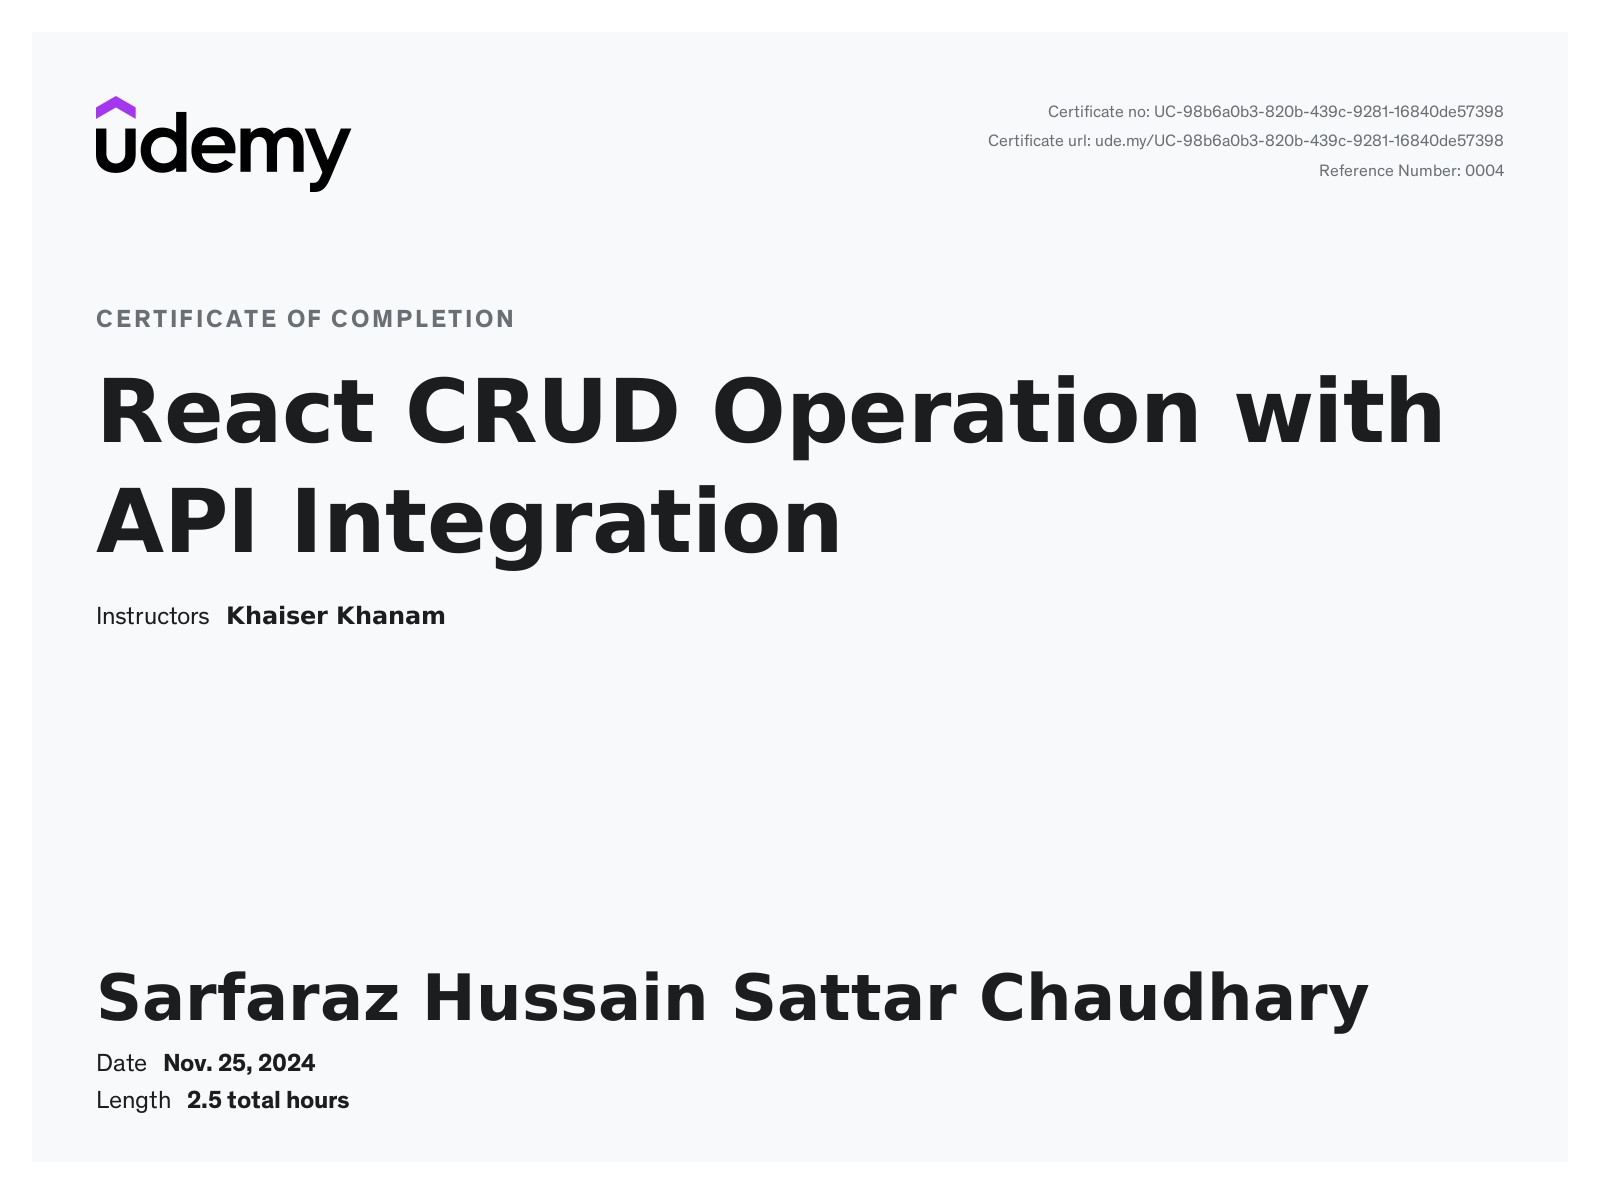 udemy
Certificate no: UC-98b6a0b3-820b-439c-9281-16840de57398
Certificate url: ude.my/UC-98b6a0b3-820b-439c-9281-16840de57398
Reference Number: 0004
CERTIFICATE OF COMPLETION
React CRUD Operation with
API Integration
Instructors Khaiser Khanam
Sarfaraz Hussain Sattar Chaudhary
Date Nov. 25, 2024
Length 2.5 total hours